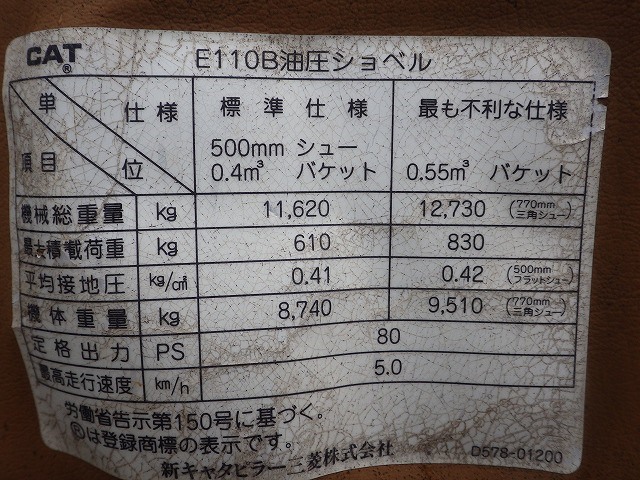 CAT® E110B油圧ショベル
単 仕様 標準仕様 最も不利な仕様
項目 位 500mm シュー 0.4m³ バケット 0.55m³ バケット
機械総重量 kg 11,620 12,730 (770mm 三角シュー)
最大積載荷重 kg 610 830
平均接地圧 kg/cm² 0.41 0.42 (500mm フラットシュー)
機体重量 kg 8,740 9,510 (770mm 三角シュー)
定格出力 PS 80
最高走行速度 km/h 5.0
労働省告示第150号に基づく。
®は登録商標の表示です。
新キャタピラー三菱株式会社 D578-01200